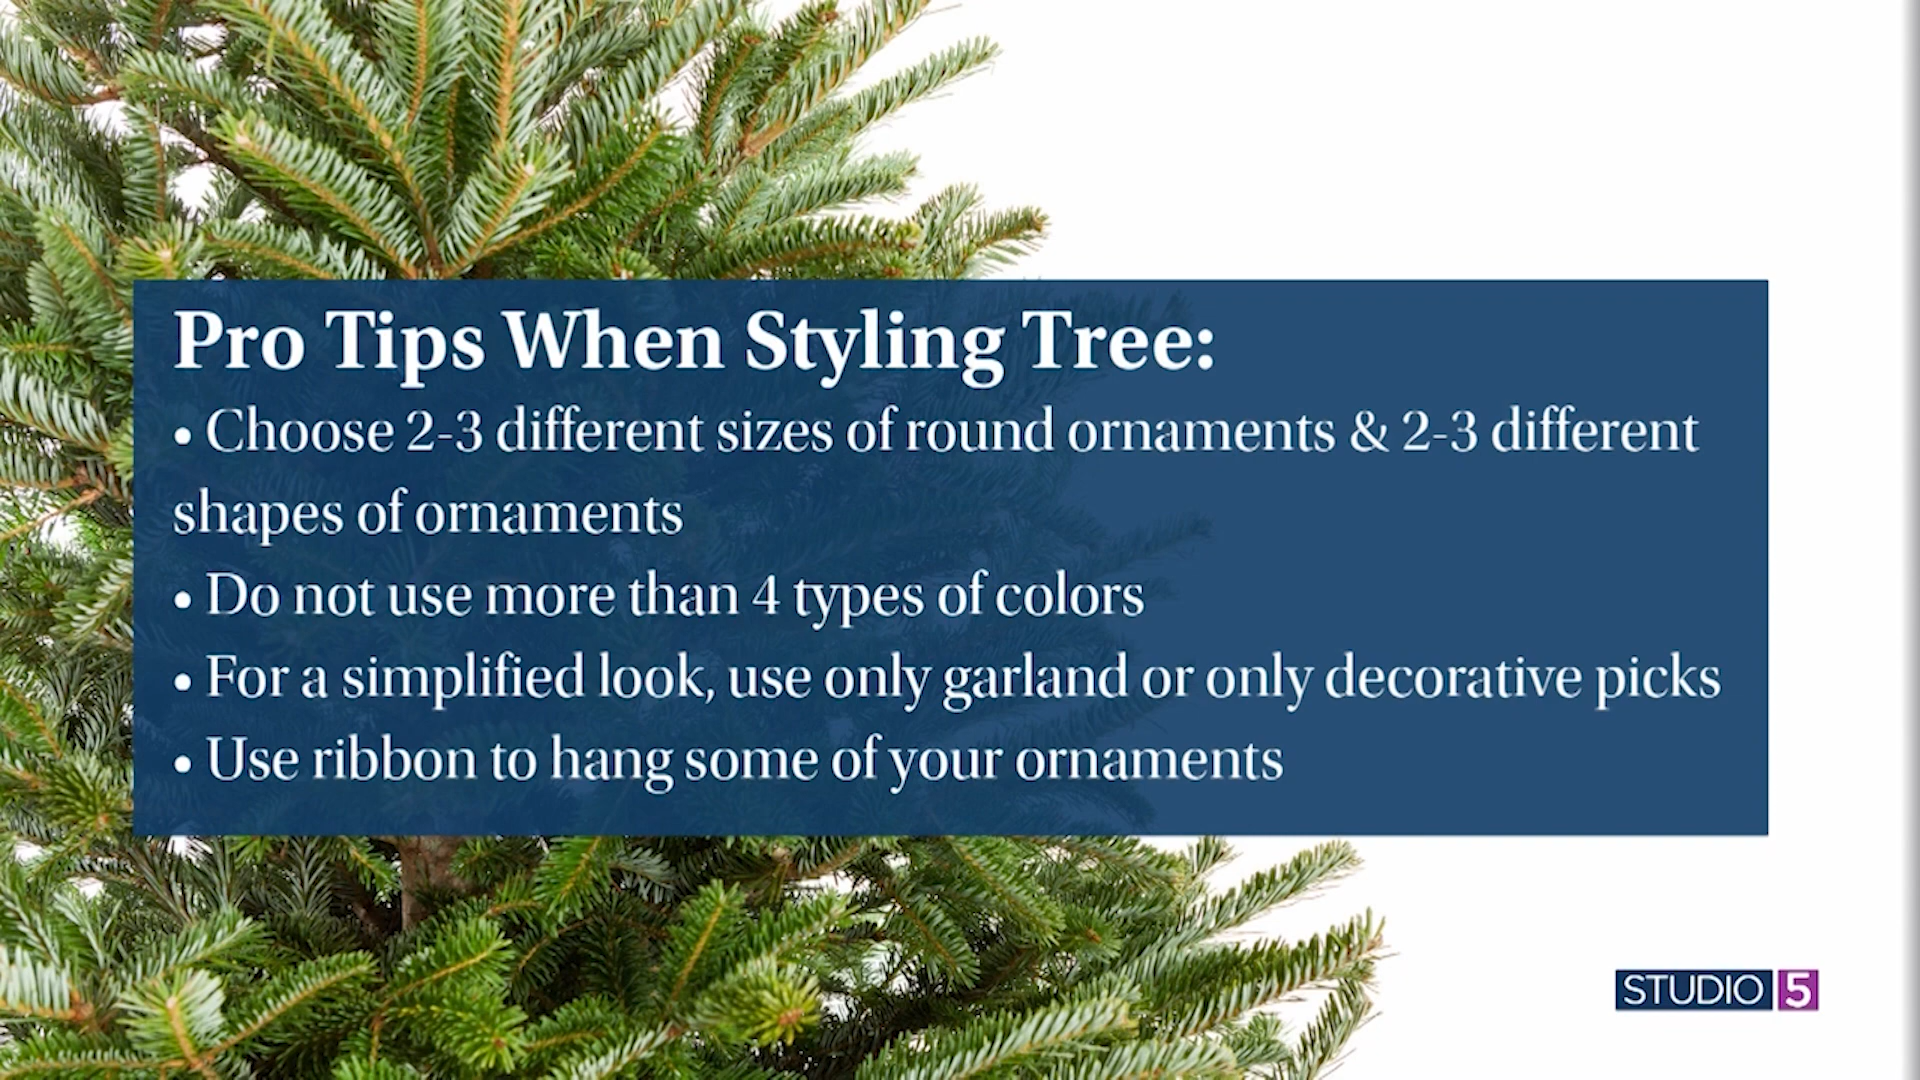 Pro Tips When Styling Tree:
• Choose 2-3 different sizes of round ornaments & 2-3 different
shapes of ornaments
• Do not use more than 4 types of colors
• For a simplified look, use only garland or only decorative picks
• Use ribbon to hang some of your ornaments
STUDIO 5